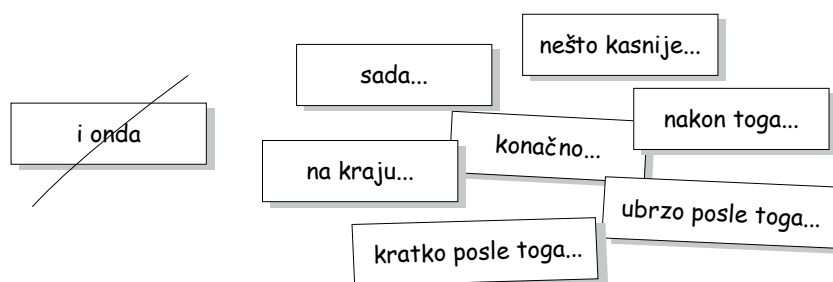 i onda
sada...
nešto kasnije...
nakon toga...
konačno...
na kraju...
ubrzo posle toga...
kratko posle toga...